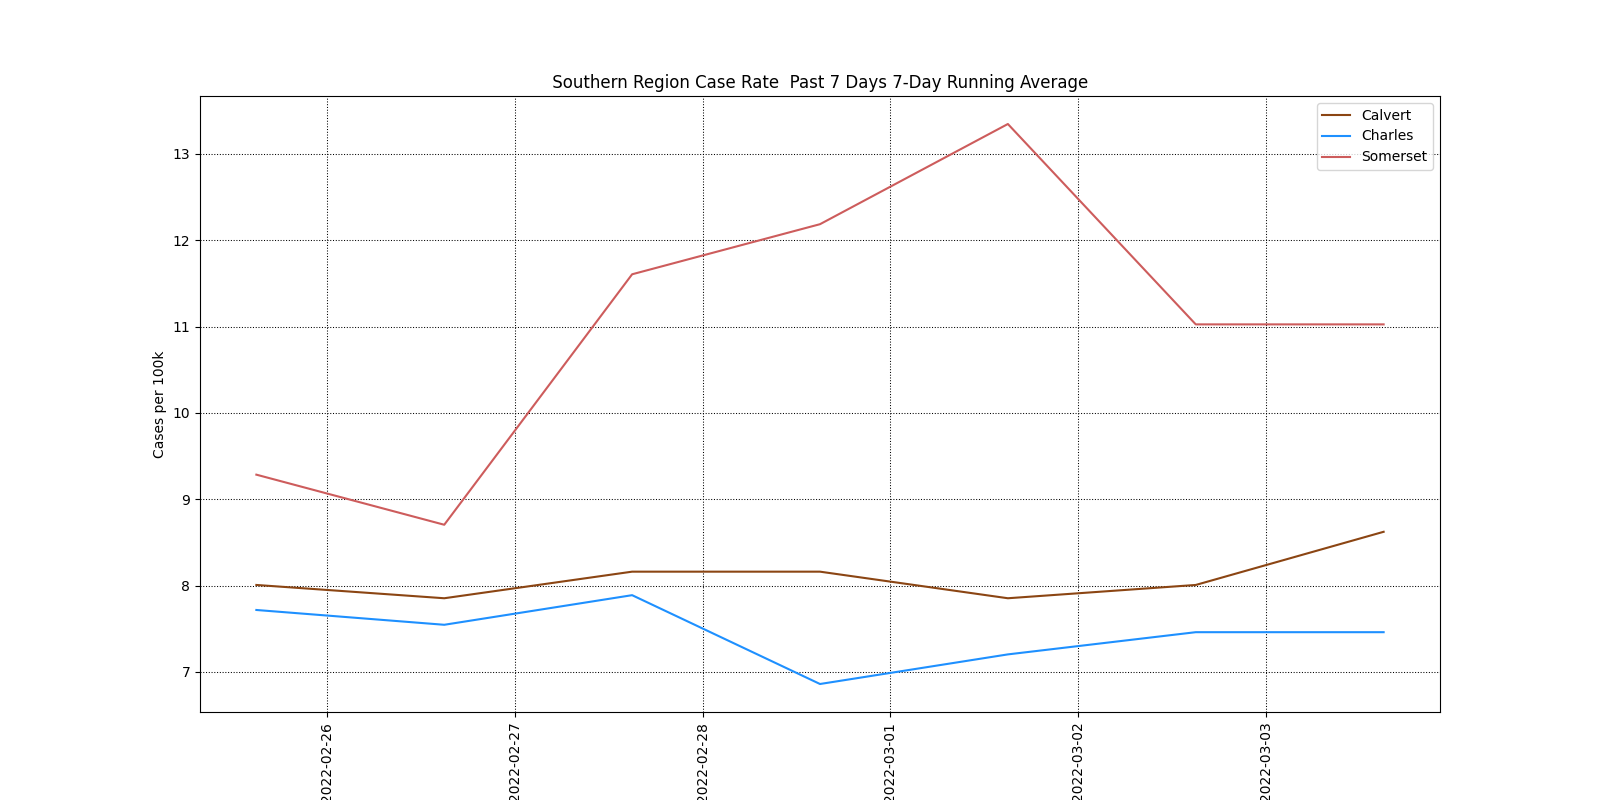 Southern Region Case Rate  Past 7 Days 7-Day Running Average
Calvert
Charles
Somerset
Cases per 100k
13
12
11
10
9
8
7
2022-02-26
2022-02-27
2022-02-28
2022-03-01
2022-03-02
2022-03-03